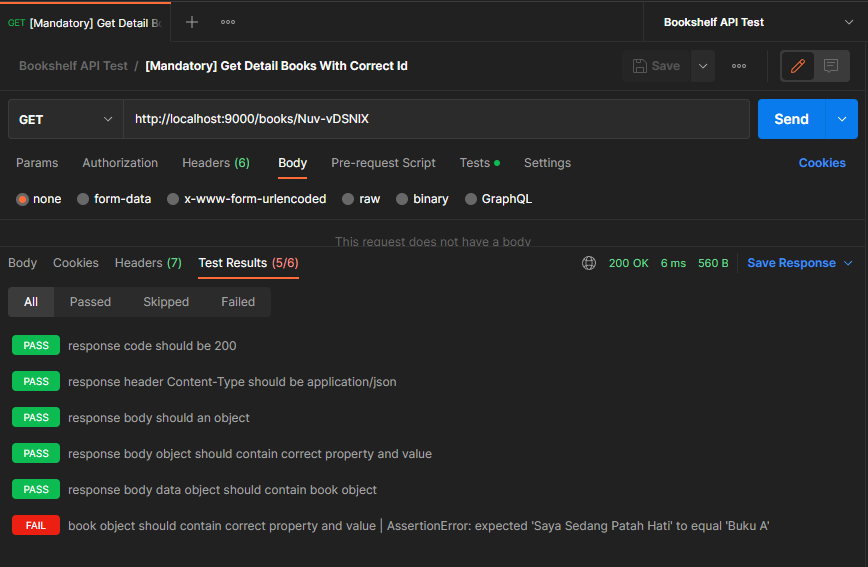 GET [Mandatory] Get Detail Bo
Bookshelf API Test
Bookshelf API Test / [Mandatory] Get Detail Books With Correct Id
Save
GET
http://localhost:9000/books/Nuv-vDSNlX
Send
Params Authorization Headers (6) Body Pre-request Script Tests Settings Cookies
none form-data x-www-form-urlencoded raw binary GraphQL
This request does not have a body
Body Cookies Headers (7) Test Results (5/6) 200 OK 6 ms 560 B Save Response
All Passed Skipped Failed
PASS response code should be 200
PASS response header Content-Type should be application/json
PASS response body should an object
PASS response body object should contain correct property and value
PASS response body data object should contain book object
FAIL book object should contain correct property and value | AssertionError: expected 'Saya Sedang Patah Hati' to equal 'Buku A'